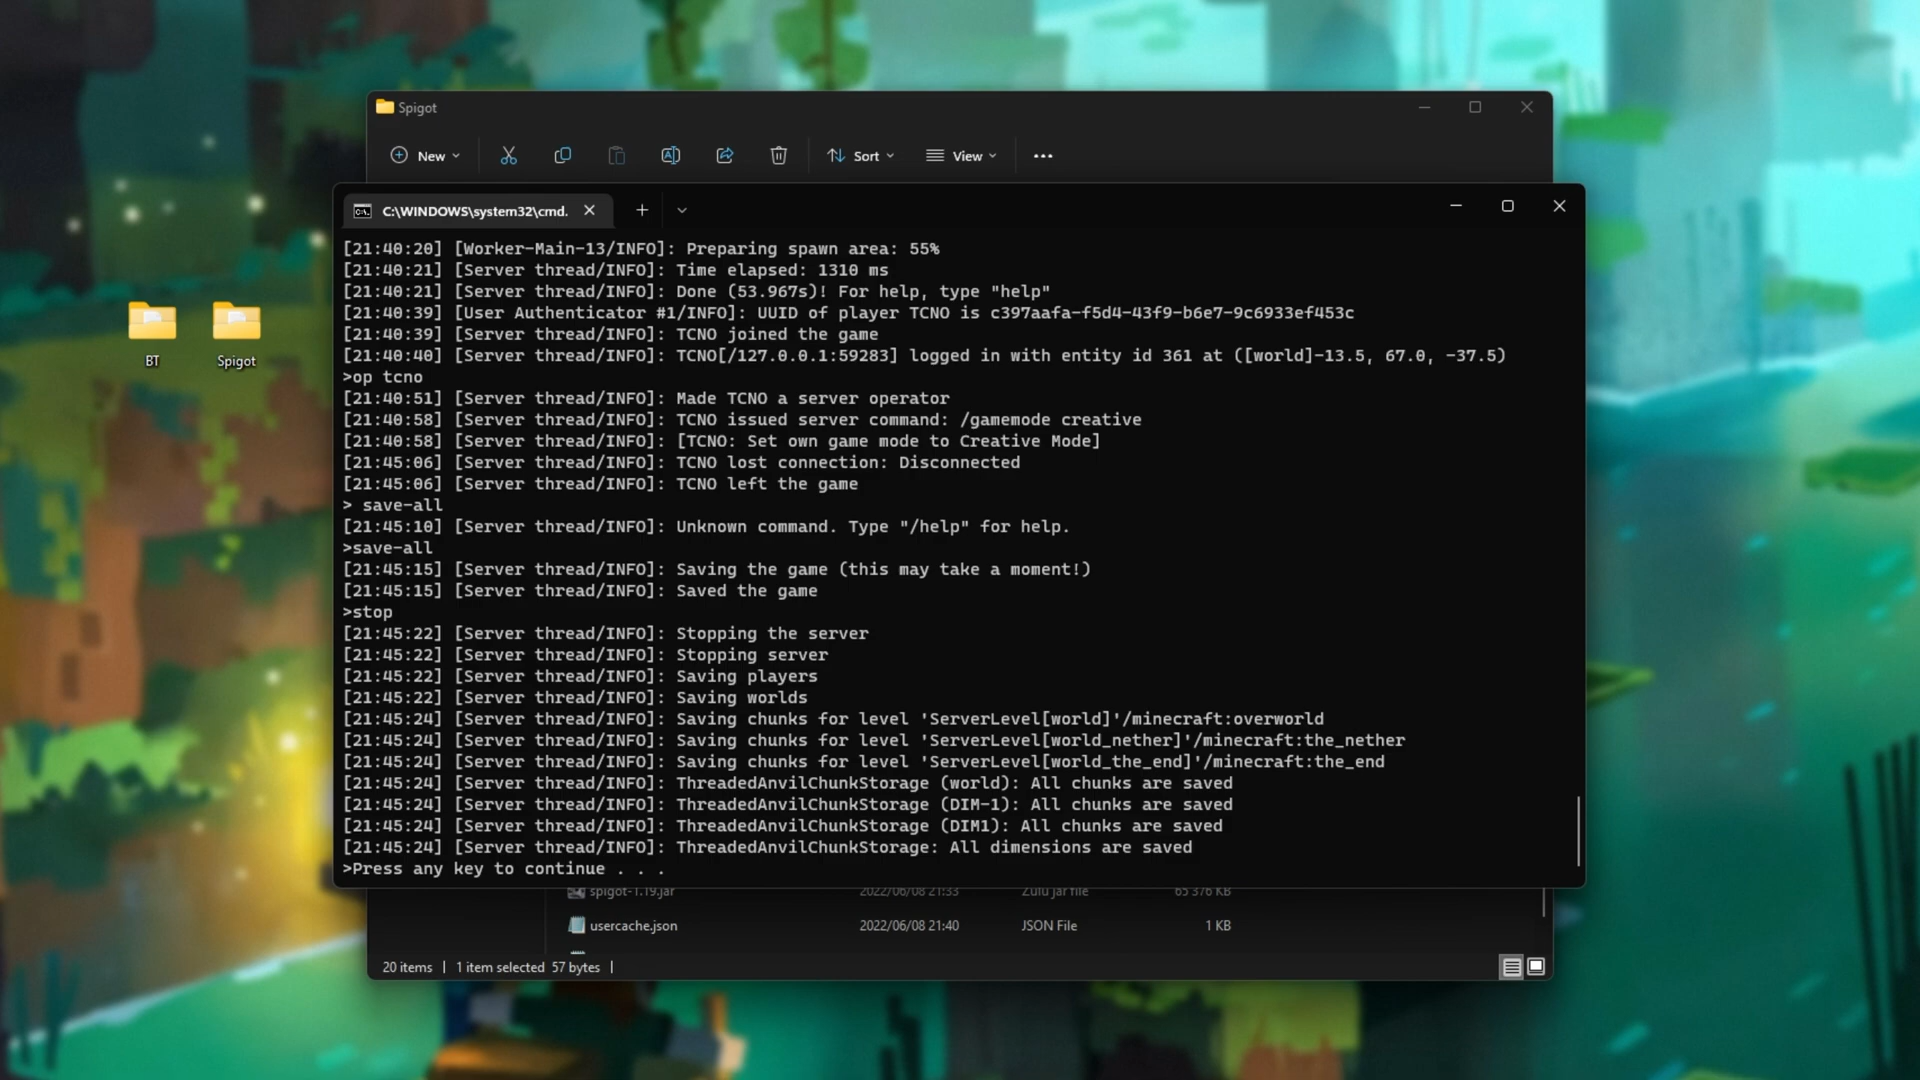 Spigot
New
Sort
View
C:\WINDOWS\system32\cmd.
[21:40:20] [Worker-Main-13/INFO]: Preparing spawn area: 55%
[21:40:21] [Server thread/INFO]: Time elapsed: 1310 ms
[21:40:21] [Server thread/INFO]: Done (53.967s)! For help, type "help"
[21:40:39] [User Authenticator #1/INFO]: UUID of player TCNO is c397aafa-f5d4-43f9-b6e7-9c6933ef453c
[21:40:39] [Server thread/INFO]: TCNO joined the game
[21:40:40] [Server thread/INFO]: TCNO[/127.0.0.1:59283] logged in with entity id 361 at ([world]-13.5, 67.0, -37.5)
>op tcno
[21:40:51] [Server thread/INFO]: Made TCNO a server operator
[21:40:58] [Server thread/INFO]: TCNO issued server command: /gamemode creative
[21:40:58] [Server thread/INFO]: [TCNO: Set own game mode to Creative Mode]
[21:45:06] [Server thread/INFO]: TCNO lost connection: Disconnected
[21:45:06] [Server thread/INFO]: TCNO left the game
> save-all
[21:45:10] [Server thread/INFO]: Unknown command. Type "/help" for help.
>save-all
[21:45:15] [Server thread/INFO]: Saving the game (this may take a moment!)
[21:45:15] [Server thread/INFO]: Saved the game
>stop
[21:45:22] [Server thread/INFO]: Stopping the server
[21:45:22] [Server thread/INFO]: Stopping server
[21:45:22] [Server thread/INFO]: Saving players
[21:45:22] [Server thread/INFO]: Saving worlds
[21:45:24] [Server thread/INFO]: Saving chunks for level 'ServerLevel[world]'/minecraft:overworld
[21:45:24] [Server thread/INFO]: Saving chunks for level 'ServerLevel[world_nether]'/minecraft:the_nether
[21:45:24] [Server thread/INFO]: Saving chunks for level 'ServerLevel[world_the_end]'/minecraft:the_end
[21:45:24] [Server thread/INFO]: ThreadedAnvilChunkStorage (world): All chunks are saved
[21:45:24] [Server thread/INFO]: ThreadedAnvilChunkStorage (DIM-1): All chunks are saved
[21:45:24] [Server thread/INFO]: ThreadedAnvilChunkStorage (DIM1): All chunks are saved
[21:45:24] [Server thread/INFO]: ThreadedAnvilChunkStorage: All dimensions are saved
>Press any key to continue . . .
BT
Spigot
spigot-1.19.jar 2022/06/08 21:33 Zulu jar file 65 376 KB
usercache.json 2022/06/08 21:40 JSON File 1 KB
20 items | 1 item selected 57 bytes |